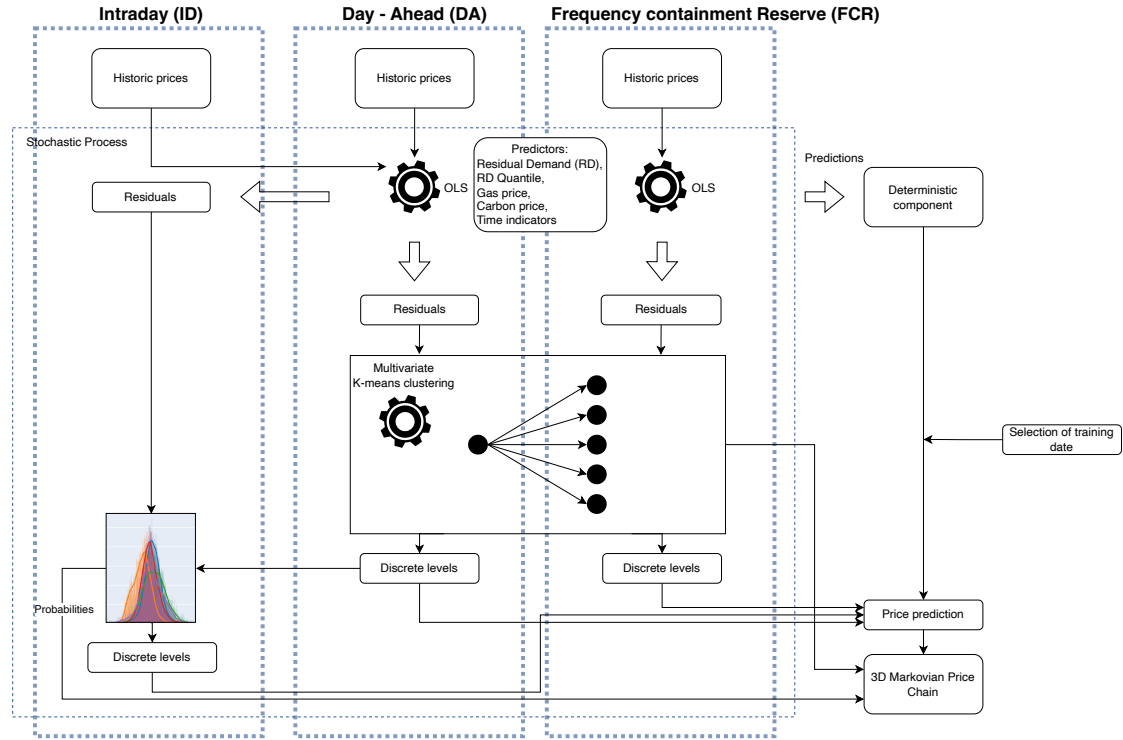 Intraday (ID)
Day - Ahead (DA)
Frequency containment Reserve (FCR)
Historic prices
Historic prices
Historic prices
Stochastic Process
Predictors:
Residual Demand (RD),
RD Quantile,
Gas price,
Carbon price,
Time indicators
OLS
OLS
Predictions
Residuals
Deterministic
component
Residuals
Residuals
Multivariate
K-means clustering
Selection of training
date
Discrete levels
Discrete levels
Probabilities
Price prediction
Discrete levels
3D Markovian Price
Chain